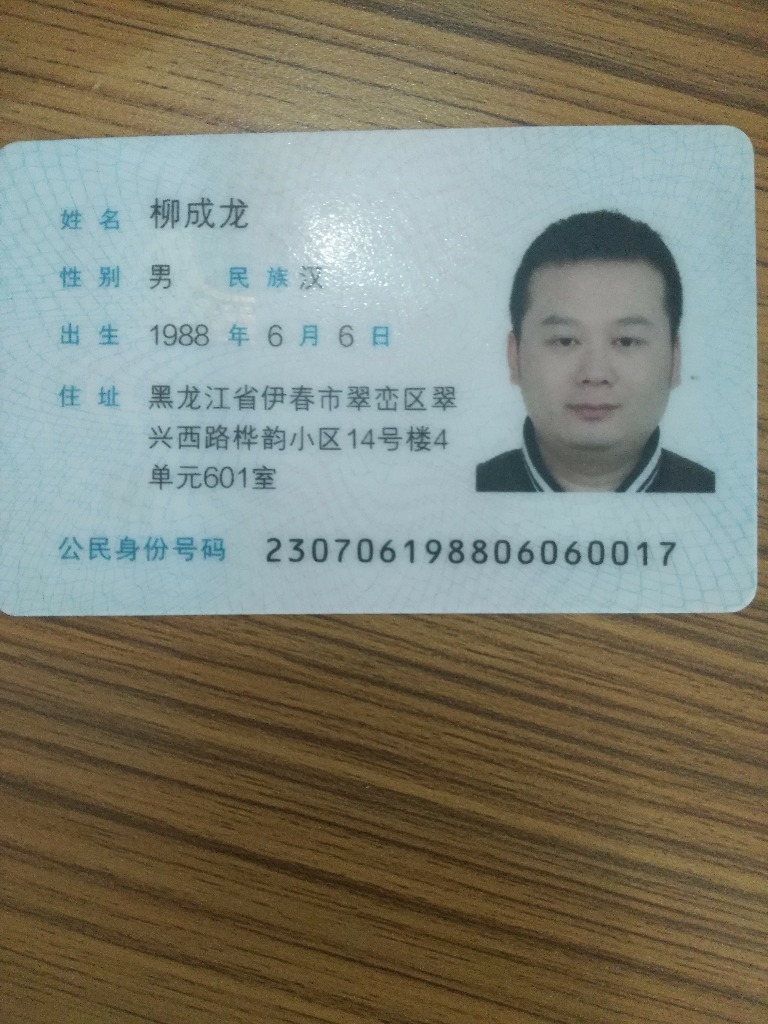 姓名 柳成龙
性别 男 民族 汉
出生 1988 年 6 月 6 日
住址 黑龙江省伊春市翠峦区翠
兴西路桦韵小区14号楼4
单元601室
公民身份号码 230706198806060017